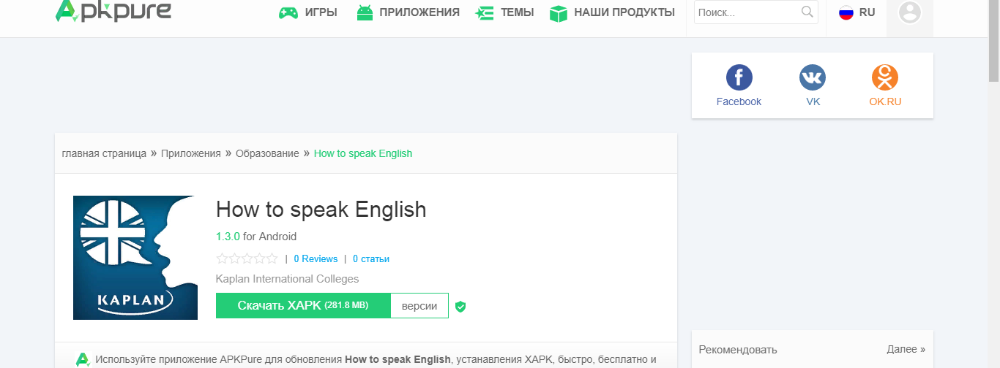 Apkpure ИГРЫ ПРИЛОЖЕНИЯ ТЕМЫ НАШИ ПРОДУКТЫ Поиск... RU
Facebook VK OK.RU
главная страница » Приложения » Образование » How to speak English
KAPLAN
How to speak English
1.3.0 for Android
| 0 Reviews | 0 статьи
Kaplan International Colleges
Скачать XAPK (281.8 MB) версии
Рекомендовать Далее »
Используйте приложение APKPure для обновления How to speak English, устанавления XAPK, быстро, бесплатно и